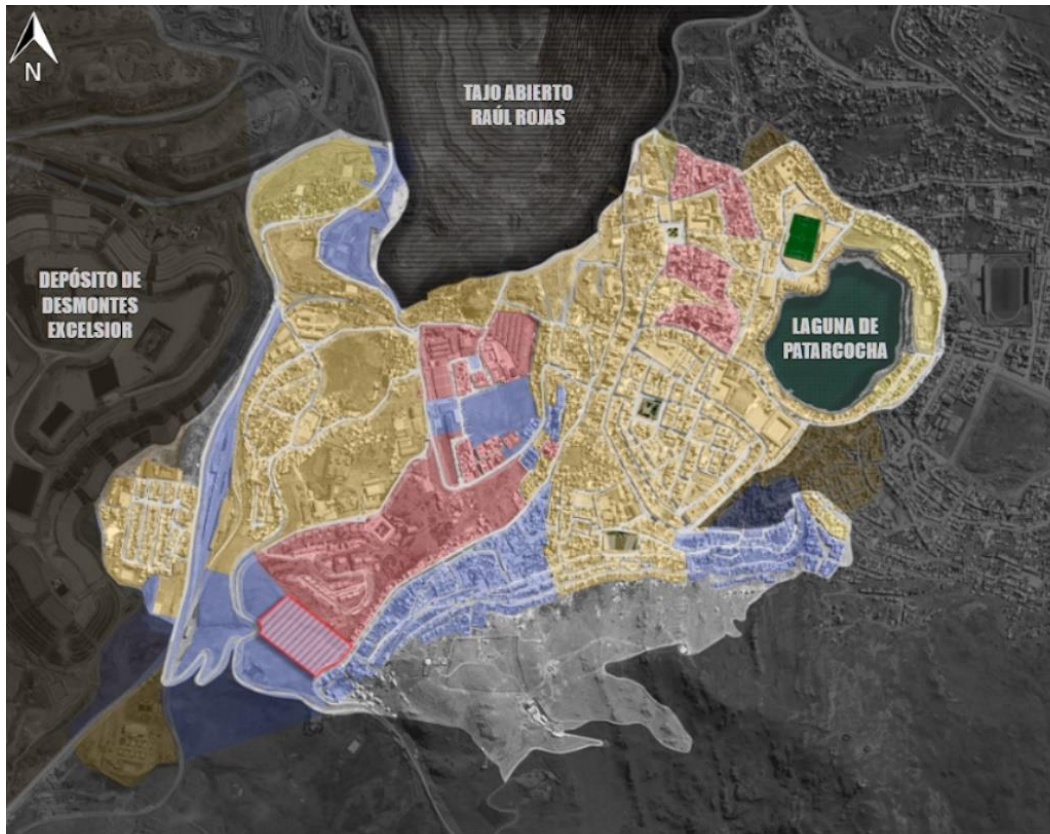 N
TAJO ABIERTO
RAÚL ROJAS
DEPÓSITO DE
DESMONTES
EXCELSIOR
LAGUNA DE
PATARCOCHA